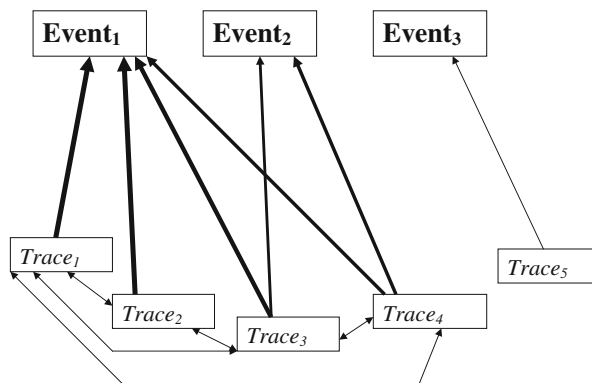 Event₁ Event₂ Event₃
Trace₁
Trace₅
Trace₂
Trace₃
Trace₄